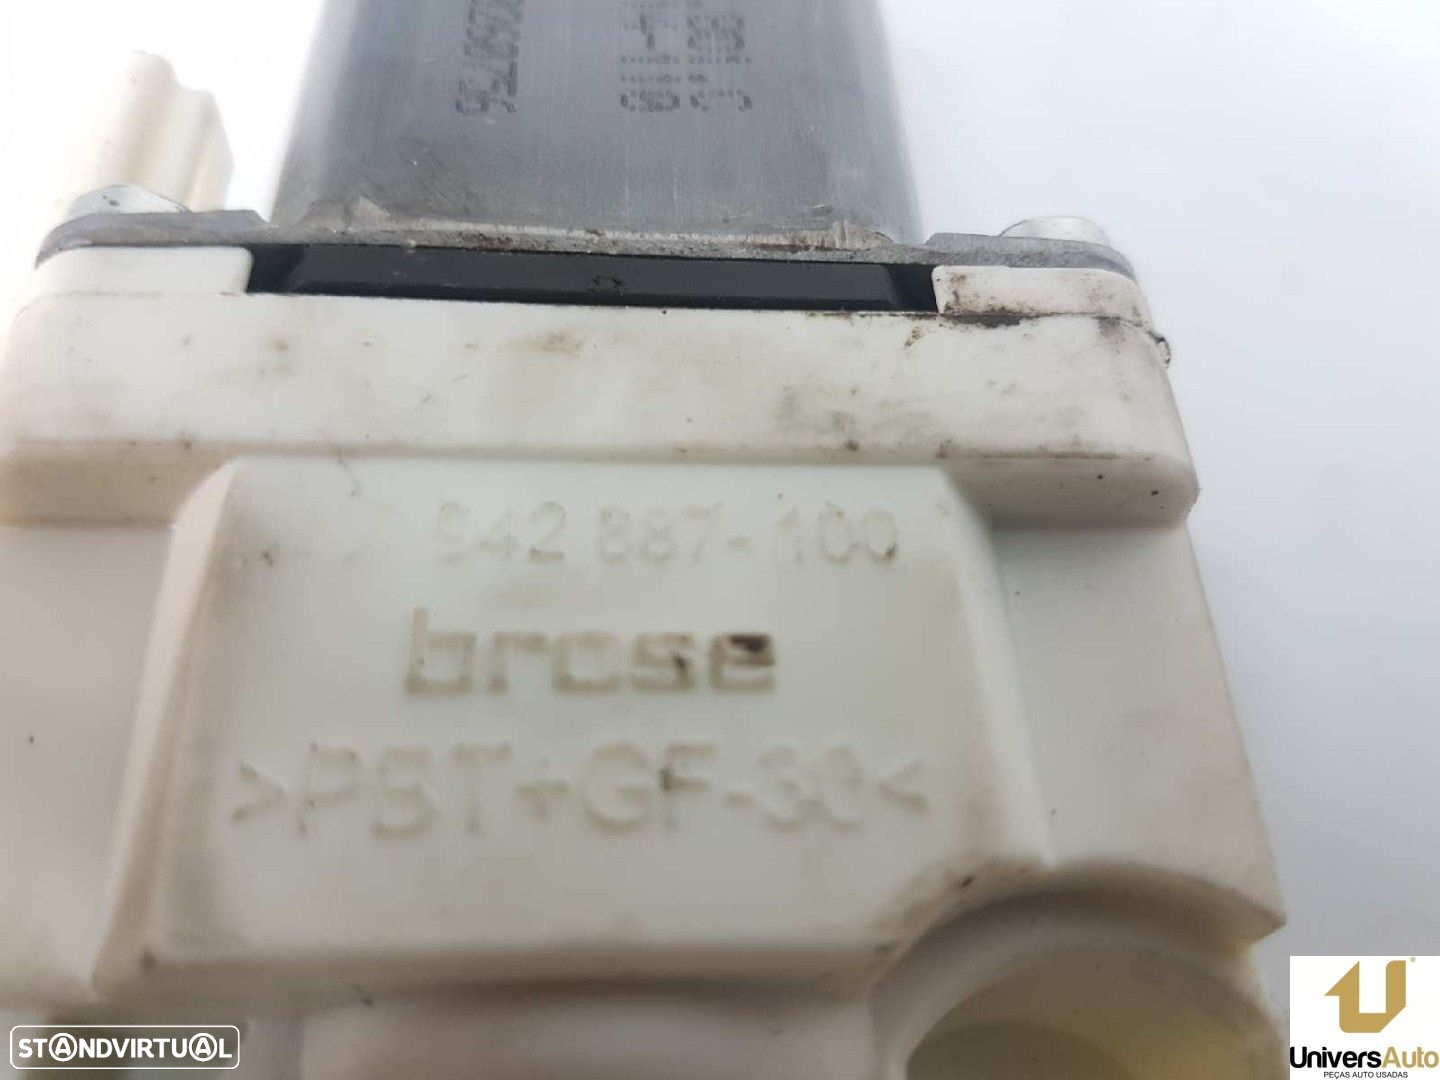 942 887-100
brose
>PBT+GF-30<
STANDVIRTUAL
UNIVERSAUTO
PEÇAS AUTO USADAS